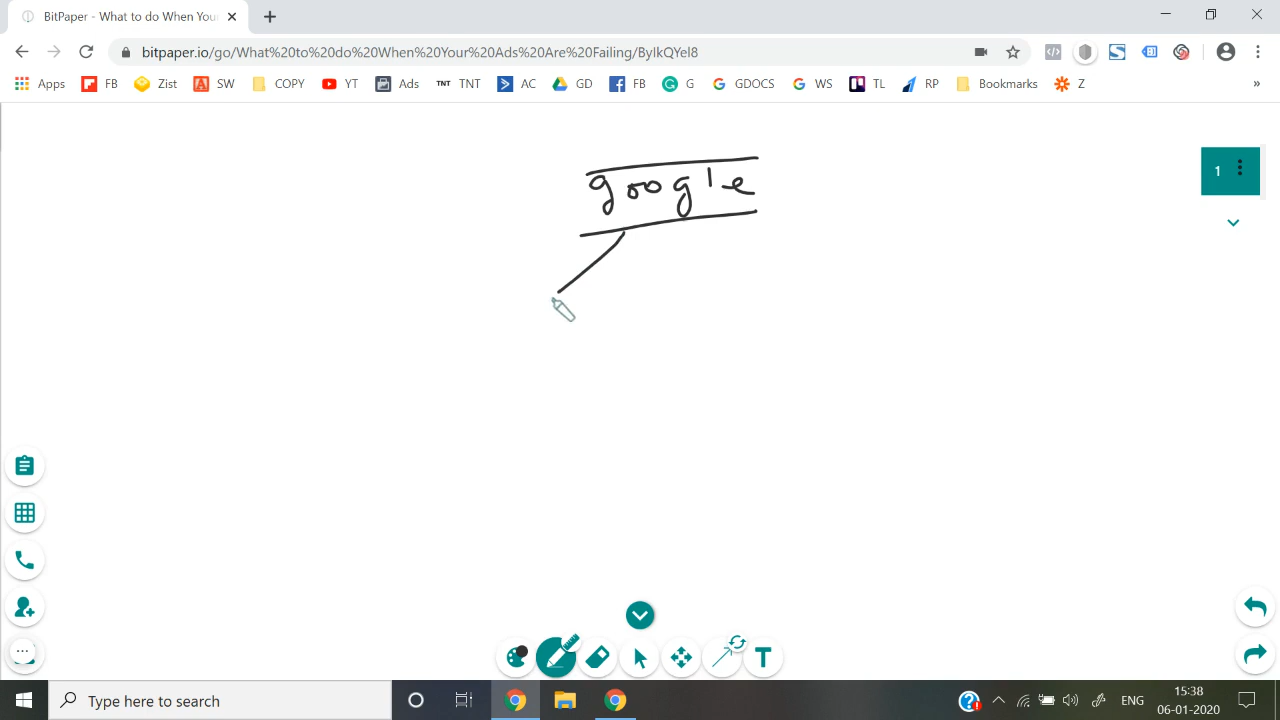 BitPaper - What to do When You
bitpaper.io/go/What%20to%20do%20When%20Your%20Ads%20Are%20Failing/BylkQYel8
Apps FB Zist SW COPY YT Ads TNT TNT AC GD FB G GDOCS WS TL RP Bookmarks Z »
google
1
T
Type here to search
ENG
15:38
06-01-2020